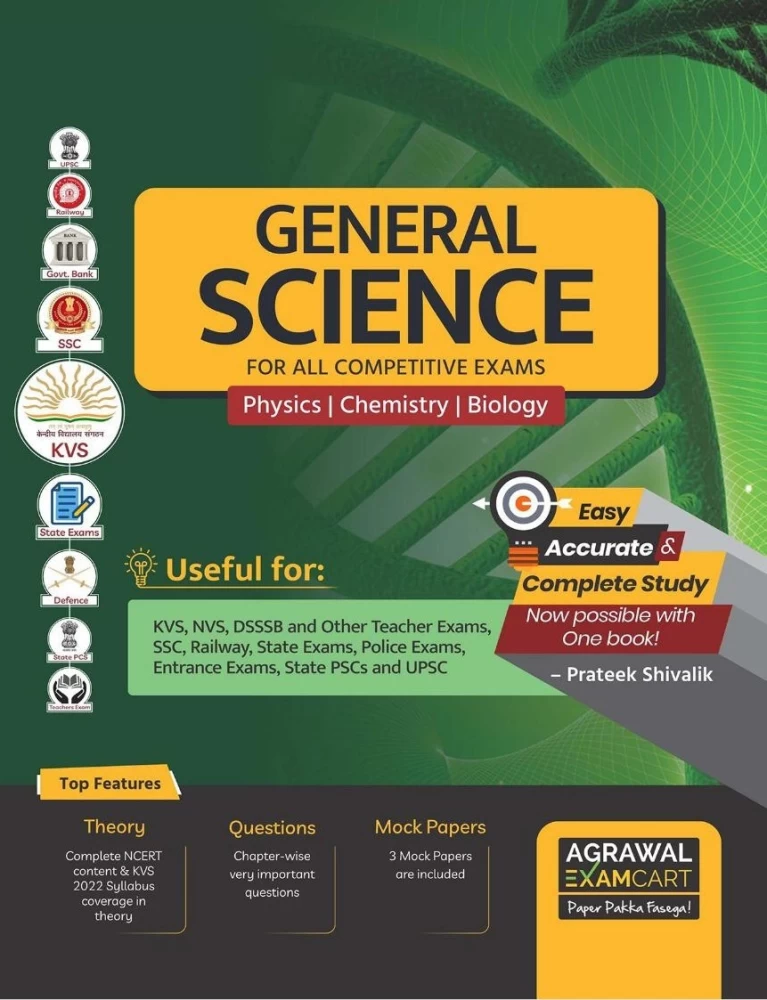 UPSC
Railway
BANK
Govt. Bank
SSC
केन्द्रीय विद्यालय संगठन
KVS
State Exams
Defence
State PCS
Teachers Exam
GENERAL
SCIENCE
FOR ALL COMPETITIVE EXAMS
Physics | Chemistry | Biology
Easy
Accurate &
Complete Study
Now possible with
One book!
– Prateek Shivalik
Useful for:
KVS, NVS, DSSSB and Other Teacher Exams,
SSC, Railway, State Exams, Police Exams,
Entrance Exams, State PSCs and UPSC
Top Features
Theory
Complete NCERT
content & KVS
2022 Syllabus
coverage in
theory
Questions
Chapter-wise
very important
questions
Mock Papers
3 Mock Papers
are included
AGRAWAL
EXAMCART
Paper Pakka Fasega!